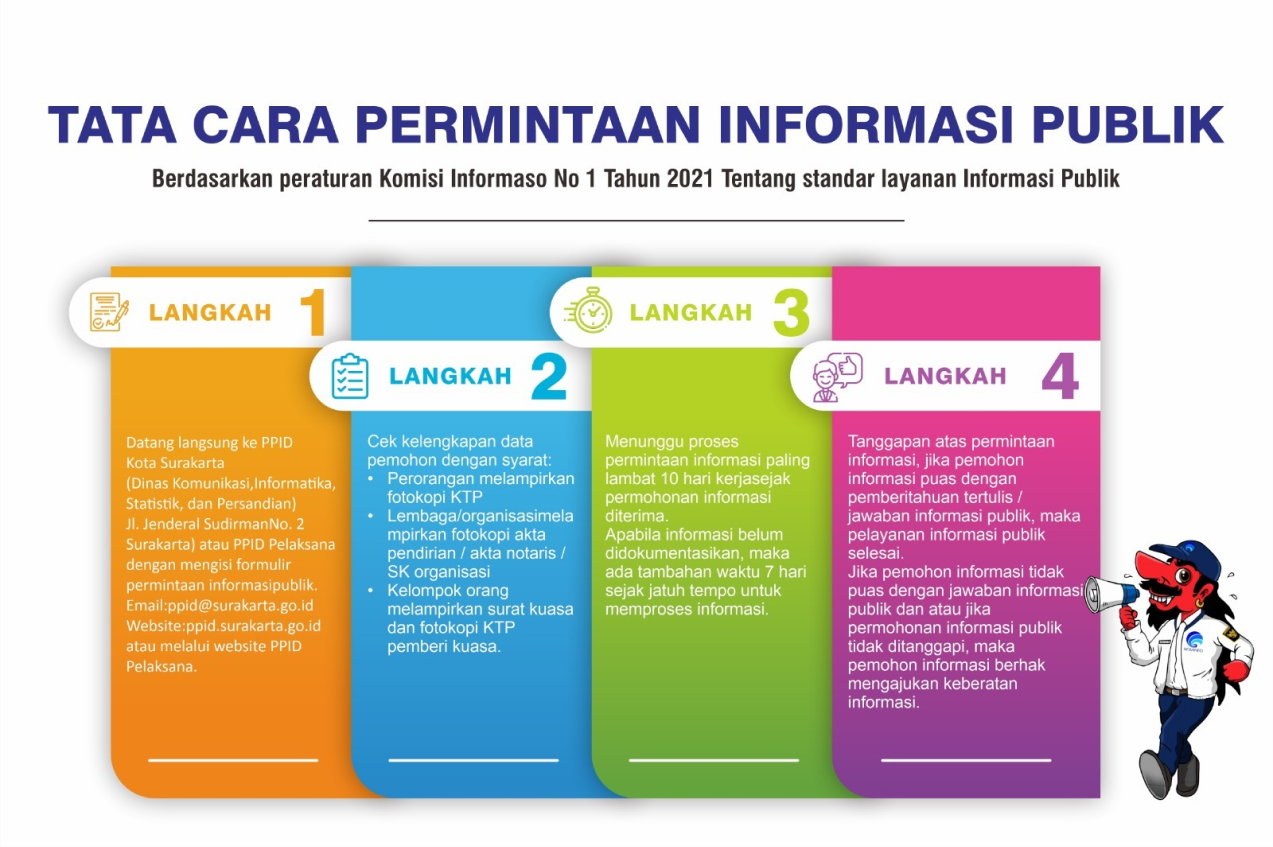 TATA CARA PERMINTAAN INFORMASI PUBLIK
Berdasarkan peraturan Komisi Informaso No 1 Tahun 2021 Tentang standar layanan Informasi Publik
LANGKAH 1
Datang langsung ke PPID
Kota Surakarta
(Dinas Komunikasi,Informatika,
Statistik, dan Persandian)
Jl. Jenderal SudirmanNo. 2
Surakarta) atau PPID Pelaksana
dengan mengisi formulir
permintaan informasipublik.
Email:ppid@surakarta.go.id
Website:ppid.surakarta.go.id
atau melalui website PPID
Pelaksana.
LANGKAH 2
Cek kelengkapan data
pemohon dengan syarat:
• Perorangan melampirkan
fotokopi KTP
• Lembaga/organisasimela
mpirkan fotokopi akta
pendirian / akta notaris /
SK organisasi
• Kelompok orang
melampirkan surat kuasa
dan fotokopi KTP
pemberi kuasa.
LANGKAH 3
Menunggu proses
permintaan informasi paling
lambat 10 hari kerjasejak
permohonan informasi
diterima.
Apabila informasi belum
didokumentasikan, maka
ada tambahan waktu 7 hari
sejak jatuh tempo untuk
memproses informasi.
LANGKAH 4
Tanggapan atas permintaan
informasi, jika pemohon
informasi puas dengan
pemberitahuan tertulis /
jawaban informasi publik, maka
pelayanan informasi publik
selesai.
Jika pemohon informasi tidak
puas dengan jawaban informasi
publik dan atau jika
permohonan informasi publik
tidak ditanggapi, maka
pemohon informasi berhak
mengajukan keberatan
informasi.